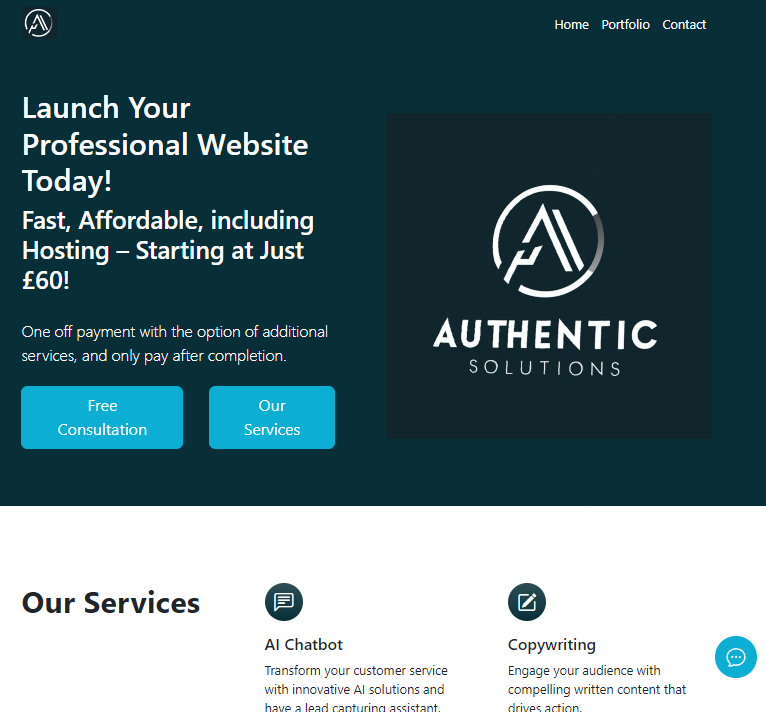 Home Portfolio Contact
Launch Your
Professional Website
Today!
Fast, Affordable, including
Hosting – Starting at Just
£60!
One off payment with the option of additional
services, and only pay after completion.
Free
Consultation
Our
Services
AUTHENTIC
SOLUTIONS
Our Services
AI Chatbot
Transform your customer service
with innovative AI solutions and
have a lead capturing assistant.
Copywriting
Engage your audience with
compelling written content that
drives action.